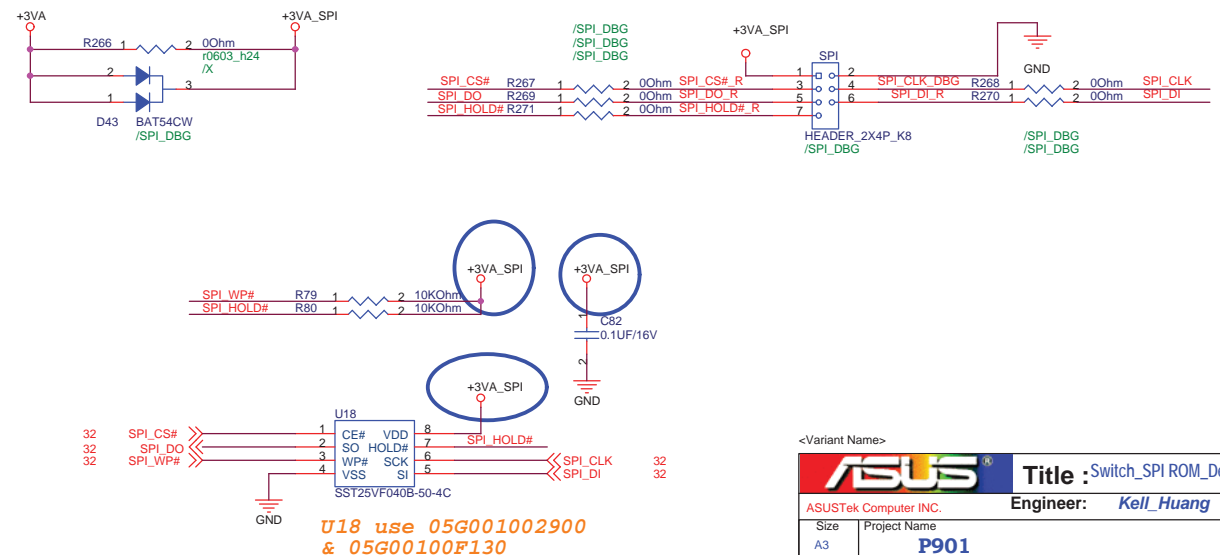 +3VA
+3VA_SPI
R266 1 2 0Ohm
r0603_h24
/X
2
1
3
D43 BAT54CW
/SPI_DBG
/SPI_DBG
/SPI_DBG
/SPI_DBG
+3VA_SPI
SPI
GND
SPI_CS# R267 1 2 0Ohm SPI_CS#_R 1 2
SPI_DO R269 1 2 0Ohm SPI_DO_R 3 4 SPI_CLK_DBG R268 1 2 0Ohm SPI_CLK
SPI_HOLD# R271 1 2 0Ohm SPI_HOLD#_R 5 6 SPI_DI_R R270 1 2 0Ohm SPI_DI
7
HEADER_2X4P_K8
/SPI_DBG
/SPI_DBG
/SPI_DBG
+3VA_SPI
+3VA_SPI
SPI_WP# R79 1 2 10KOhm
SPI_HOLD# R80 1 2 10KOhm
1
C82
0.1UF/16V
2
GND
+3VA_SPI
U18
32 SPI_CS# 1 CE# VDD 8
32 SPI_DO 2 SO HOLD# 7 SPI_HOLD#
32 SPI_WP# 3 WP# SCK 6 SPI_CLK 32
4 VSS SI 5 SPI_DI 32
SST25VF040B-50-4C
GND
U18 use 05G001002900
& 05G00100F130
<Variant Name>
ASUS ®
Title : Switch_SPI ROM_De
ASUSTek Computer INC.
Engineer: Kell_Huang
Size Project Name
A3 P901